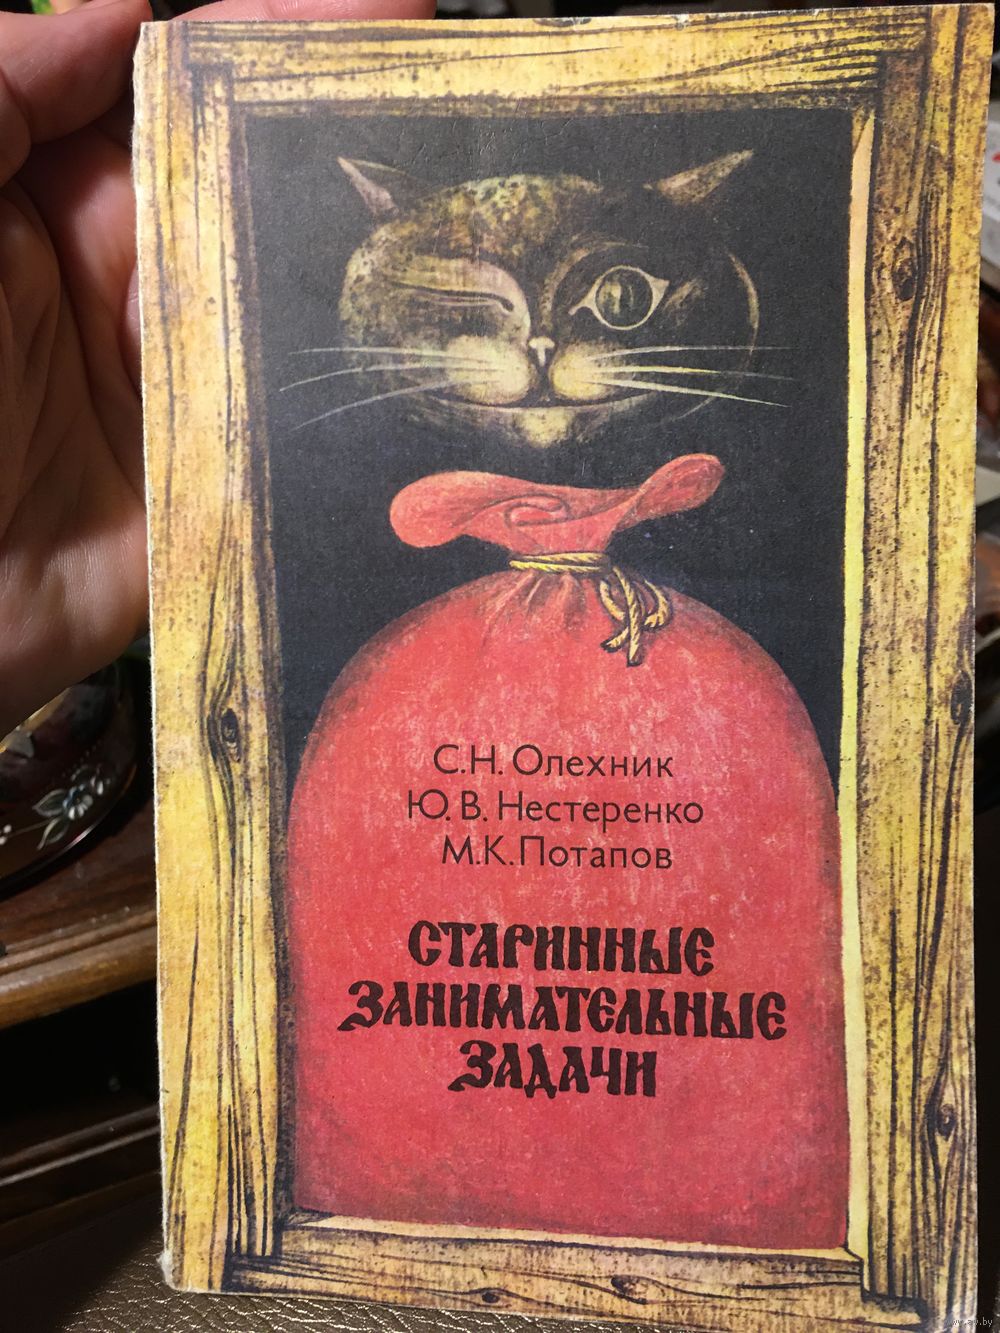 С.Н. Олехник
Ю.В. Нестеренко
М.К. Потапов
СТАРИННЫЕ
ЗАНИМАТЕЛЬНЫЕ
ЗАДАЧИ